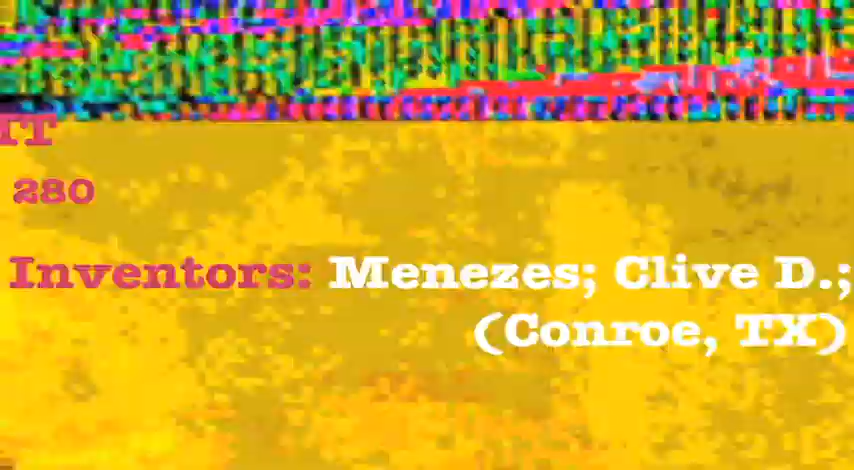 280
Inventors: Menezes; Clive D.;
(Conroe, TX)